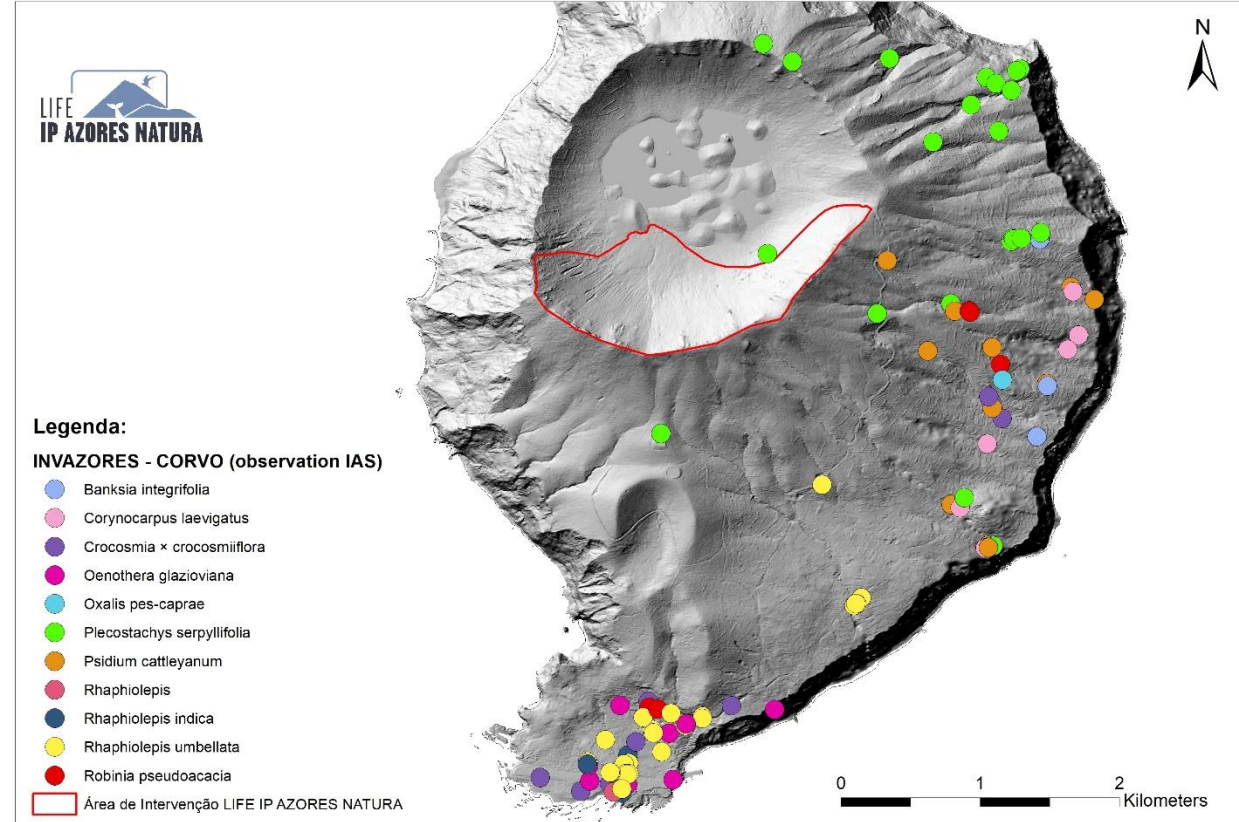 LIFE
IP AZORES NATURA
N
Legenda:
INVAZORES - CORVO (observation IAS)
Banksia integrifolia
Corynocarpus laevigatus
Crocosmia × crocosmiiflora
Oenothera glazioviana
Oxalis pes-caprae
Plecostachys serpyllifolia
Psidium cattleyanum
Rhaphiolepis
Rhaphiolepis indica
Rhaphiolepis umbellata
Robinia pseudoacacia
Área de Intervenção LIFE IP AZORES NATURA
0 1 2
Kilometers